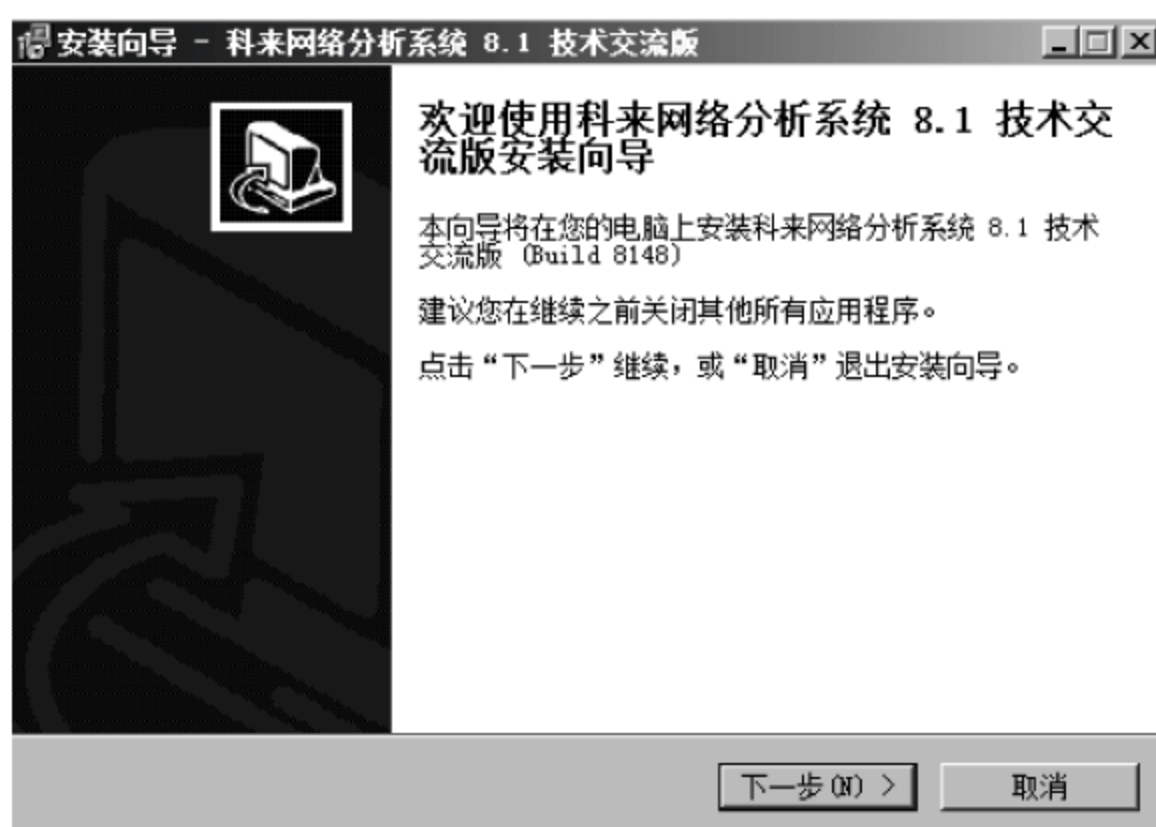 安装向导 - 科来网络分析系统 8.1 技术交流版
欢迎使用科来网络分析系统 8.1 技术交
流版安装向导
本向导将在您的电脑上安装科来网络分析系统 8.1 技术
交流版 (Build 8148)
建议您在继续之前关闭其他所有应用程序。
点击“下一步”继续，或“取消”退出安装向导。
下一步(N) >
取消